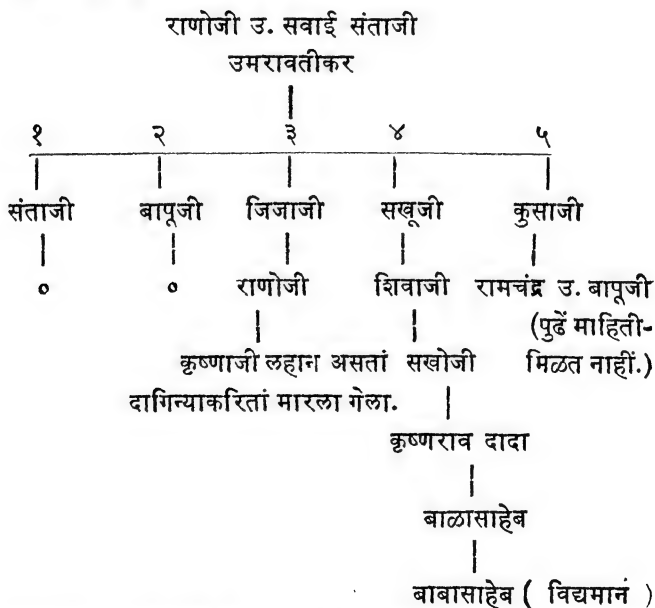 राणोजी उ. सवाई संताजी
उमरावतीकर
१ २ ३ ४ ५
संताजी बापूजी जिजाजी सखूजी कुसाजी
० ० राणोजी शिवाजी रामचंद्र उ. बापूजी
(पुढें माहिती-
कृष्णाजी लहान असतां सखोजी मिळत नाहीं.)
दागिन्याकरितां मारला गेला.
कृष्णराव दादा
बाळासाहेब
बाबासाहेब ( विद्यमानं )